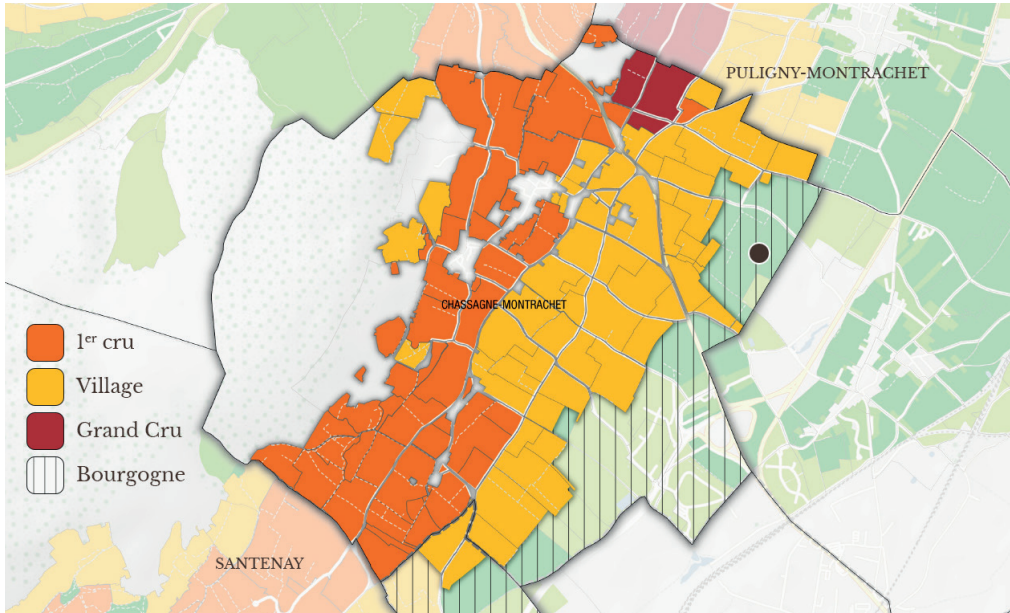 PULIGNY-MONTRACHET
CHASSAGNE-MONTRACHET
1er cru
Village
Grand Cru
Bourgogne
SANTENAY